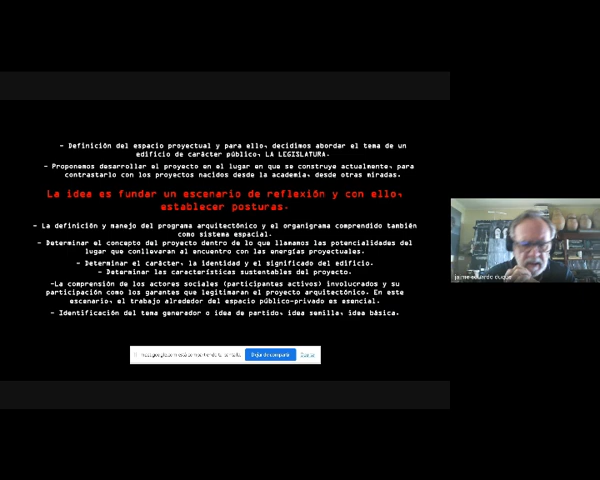 - Definición del espacio proyectual y para ello, decidimos abordar el tema de un
edificio de carácter público, LA LEGISLATURA.
- Proponemos desarrollar el proyecto en el lugar en que se construye actualmente, para
contrastarlo con los proyectos nacidos desde la academia, desde otras miradas.
La idea es fundar un escenario de reflexión y con ello,
establecer posturas.
- La definición y manejo del programa arquitectónico y el organigrama comprendido también
como sistema espacial.
- Determinar el concepto del proyecto dentro de lo que llamamos las potencialidades del
lugar que conllevaran al encuentro con las energías proyectuales.
- Determinar el carácter, la identidad y el significado del edificio.
- Determinar las características sustentables del proyecto.
-La comprensión de los actores sociales (participantes activos) involucrados y su
participación como los garantes que legitimaran el proyecto arquitectónico. En este
escenario, el trabajo alrededor del espacio público-privado es esencial.
- Identificación del tema generador o idea de partido, idea semilla, idea básica.
jaime eduardo duque